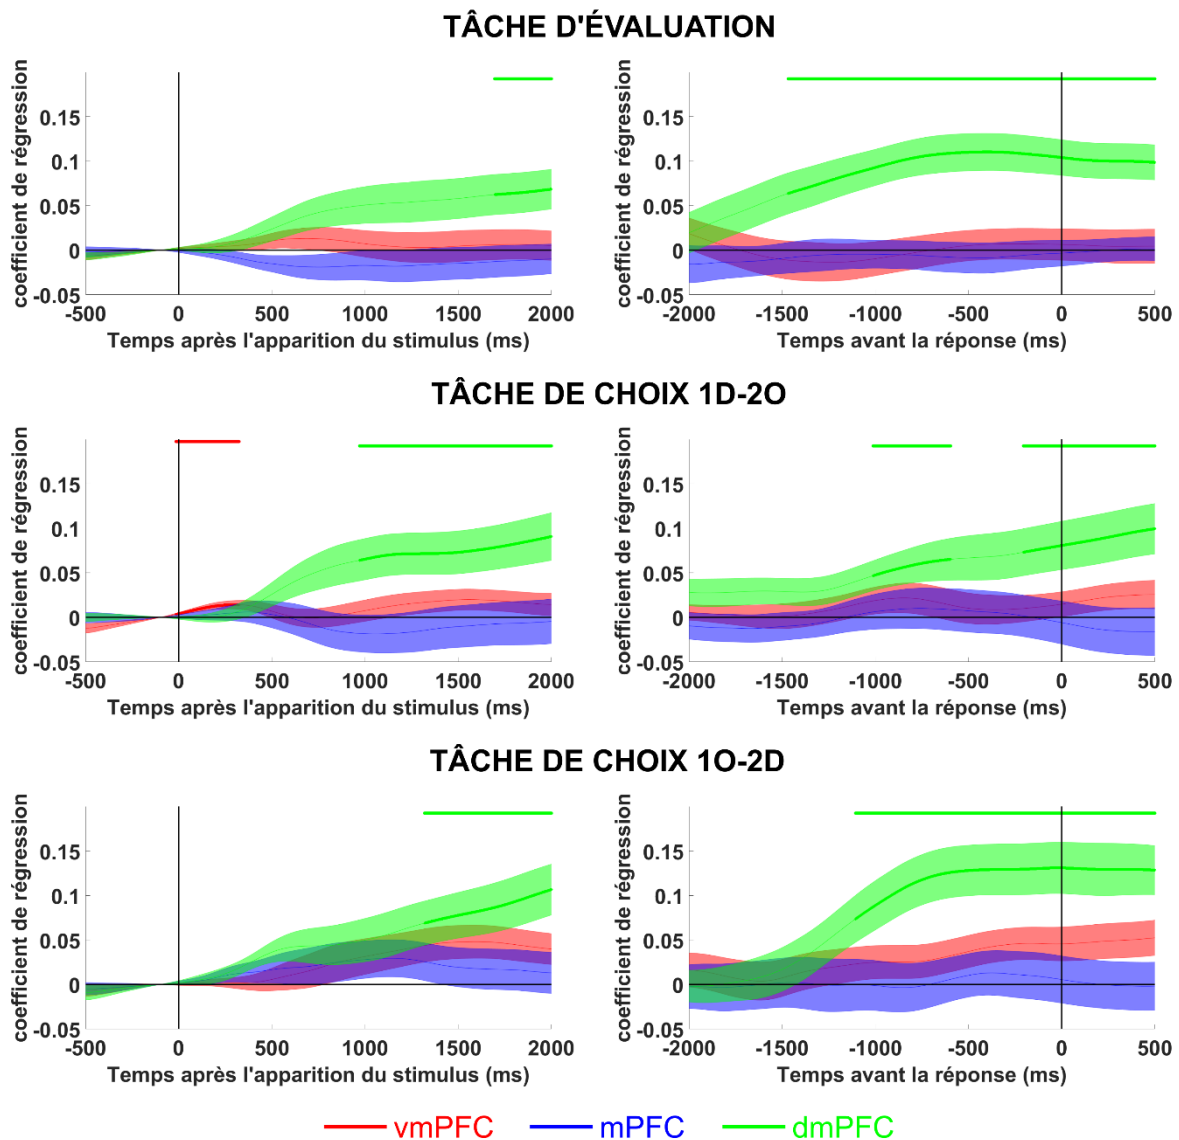 TÂCHE D'ÉVALUATION
coefficient de régression
0.15
0.1
0.05
0
-0.05
-500 0 500 1000 1500 2000
Temps après l'apparition du stimulus (ms)
coefficient de régression
0.15
0.1
0.05
0
-0.05
-2000 -1500 -1000 -500 0 500
Temps avant la réponse (ms)
TÂCHE DE CHOIX 1D-2O
coefficient de régression
0.15
0.1
0.05
0
-0.05
-500 0 500 1000 1500 2000
Temps après l'apparition du stimulus (ms)
coefficient de régression
0.15
0.1
0.05
0
-0.05
-2000 -1500 -1000 -500 0 500
Temps avant la réponse (ms)
TÂCHE DE CHOIX 1O-2D
coefficient de régression
0.15
0.1
0.05
0
-0.05
-500 0 500 1000 1500 2000
Temps après l'apparition du stimulus (ms)
coefficient de régression
0.15
0.1
0.05
0
-0.05
-2000 -1500 -1000 -500 0 500
Temps avant la réponse (ms)
vmPFC mPFC dmPFC